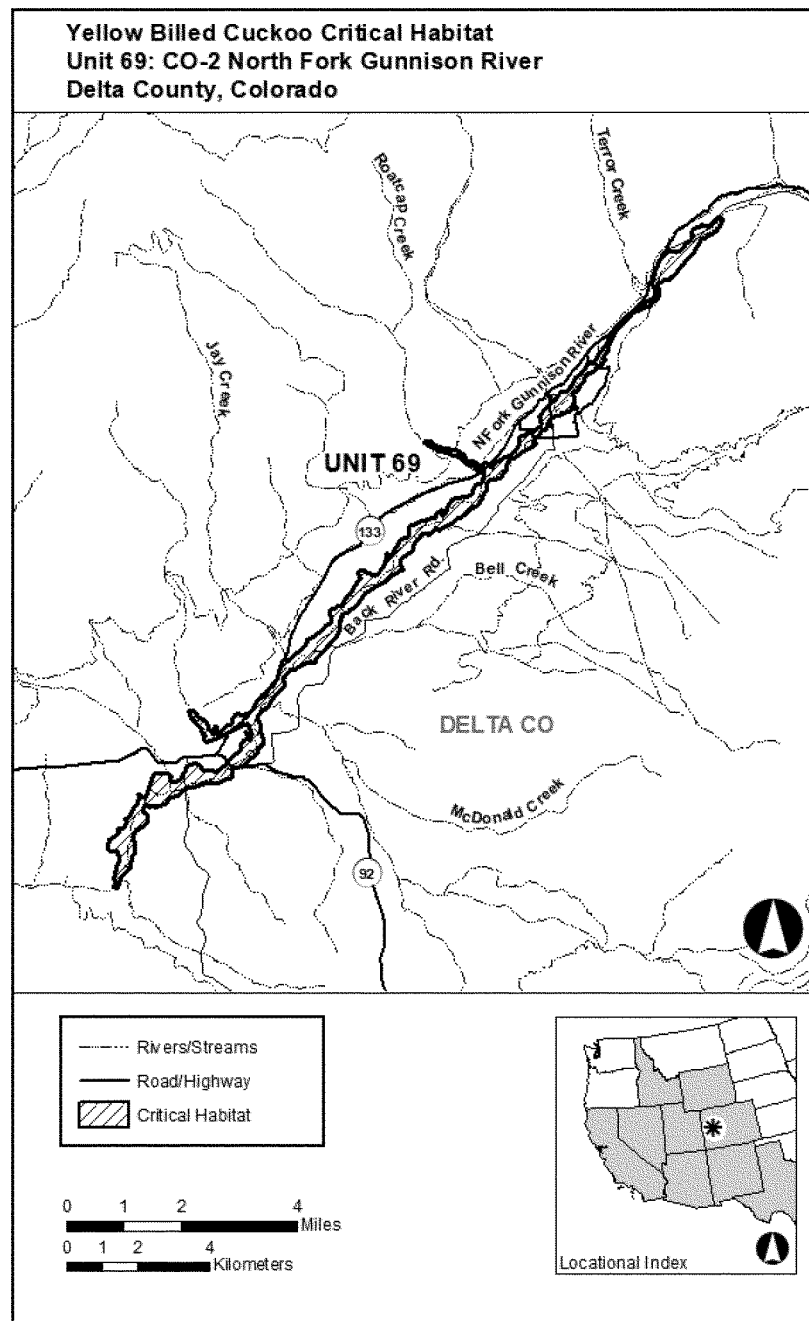 Yellow Billed Cuckoo Critical Habitat
Unit 69: CO-2 North Fork Gunnison River
Delta County, Colorado
Terror Creek
Roatcap Creek
Jay Creek
N Fork Gunnison River
UNIT 69
133
Back River Rd.
Bell Creek
DELTA CO
McDonald Creek
92
Rivers/Streams
Road/Highway
Critical Habitat
0 1 2 4
Miles
0 1 2 4
Kilometers
Locational Index